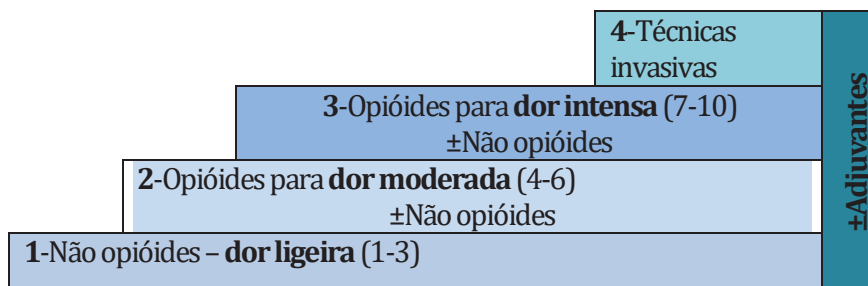 4-Técnicas
invasivas
3-Opióides para dor intensa (7-10)
±Não opióides
2-Opióides para dor moderada (4-6)
±Não opióides
1-Não opióides – dor ligeira (1-3)
±Adjuvantes